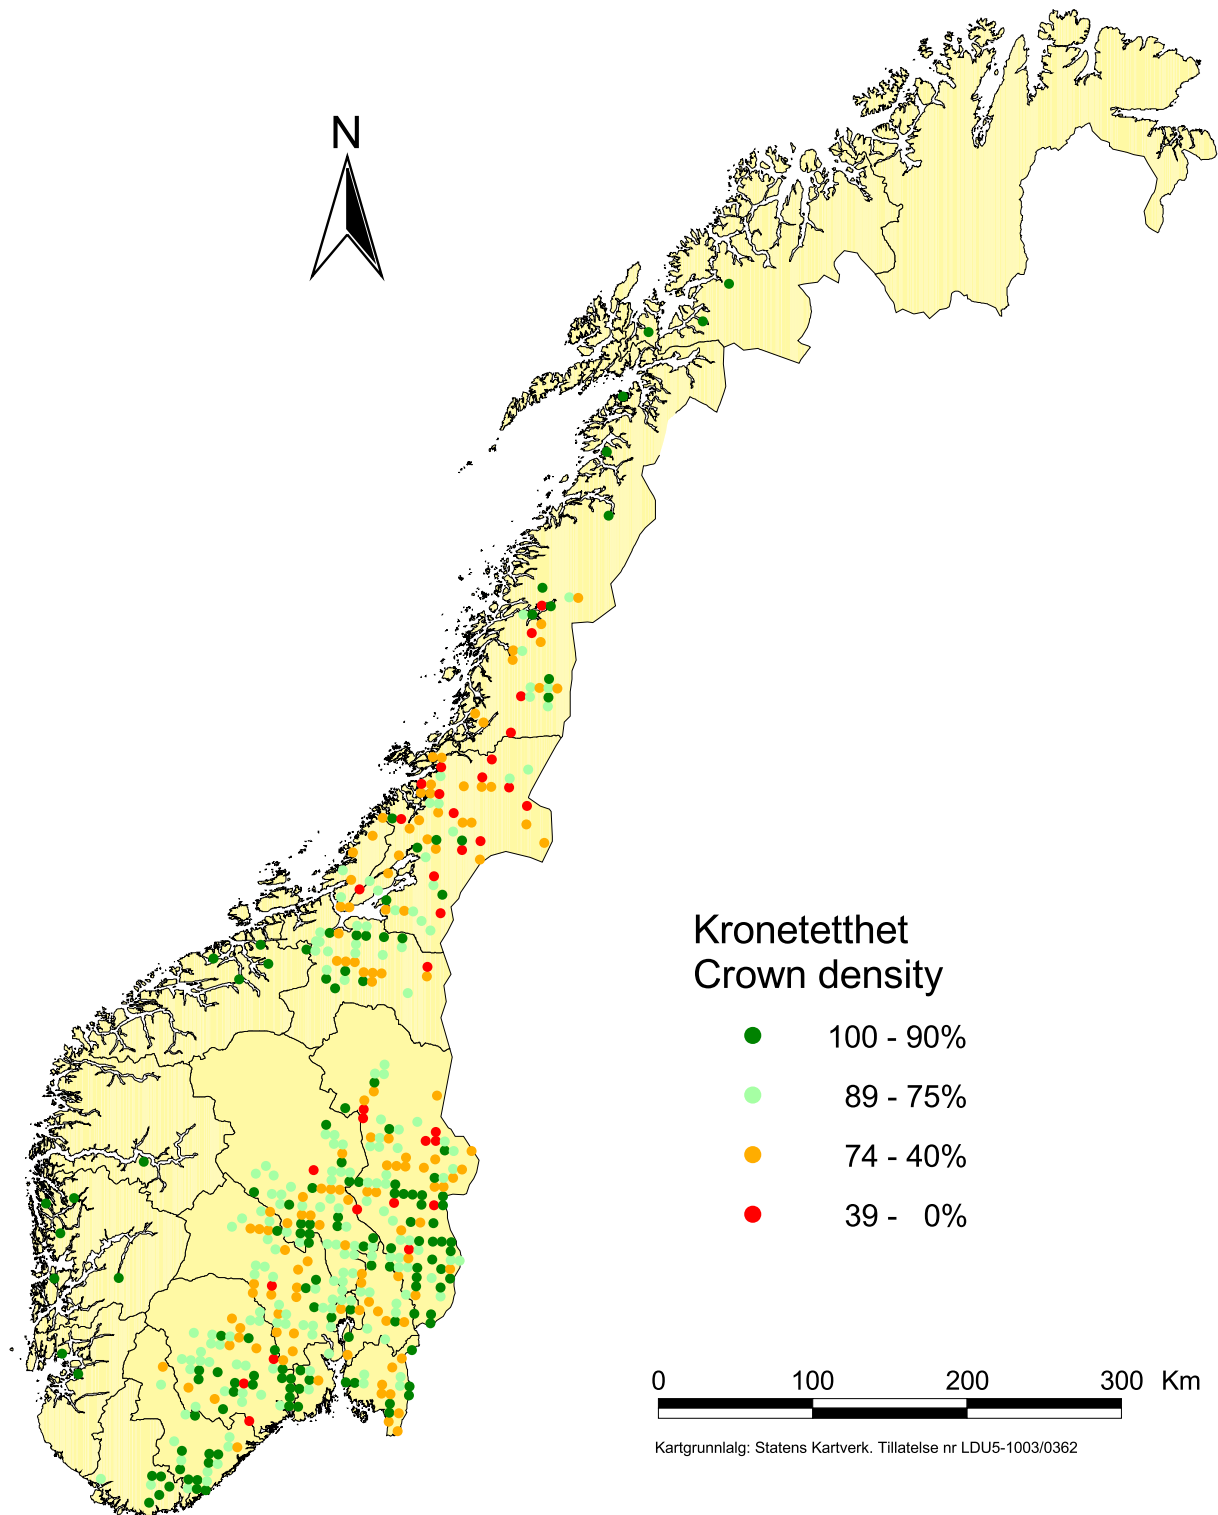 N
Kronetetthet
Crown density
100 - 90%
89 - 75%
74 - 40%
39 - 0%
0 100 200 300 Km
Kartgrunnlalg: Statens Kartverk. Tillatelse nr LDU5-1003/0362